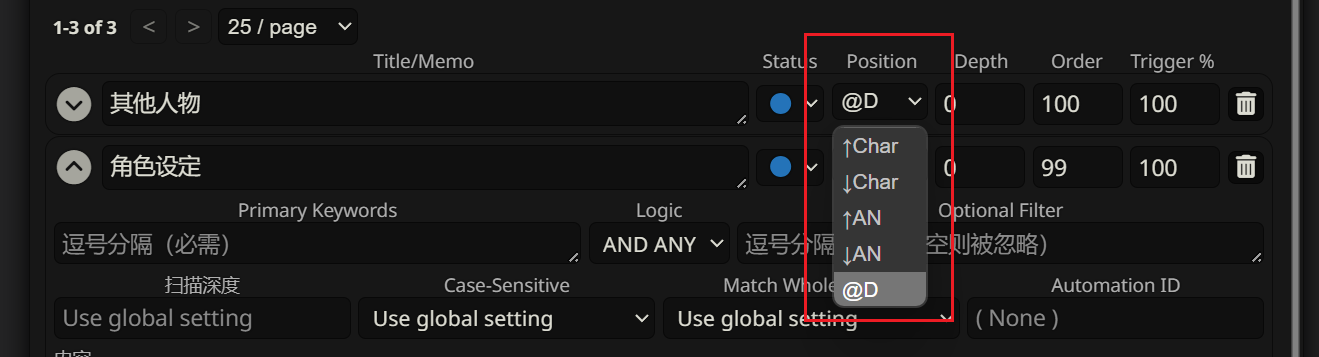 1-3 of 3 < > 25 / page
Title/Memo Status Position Depth Order Trigger %
其他人物 @D 0 100 100
↑Char
角色设定 0 99 100
↓Char
Primary Keywords Logic Optional Filter
↑AN
逗号分隔（必需） AND ANY 逗号分 空则被忽略）
↓AN
扫描深度 Case-Sensitive Match Whole Automation ID
@D
Use global setting Use global setting Use global setting ( None )